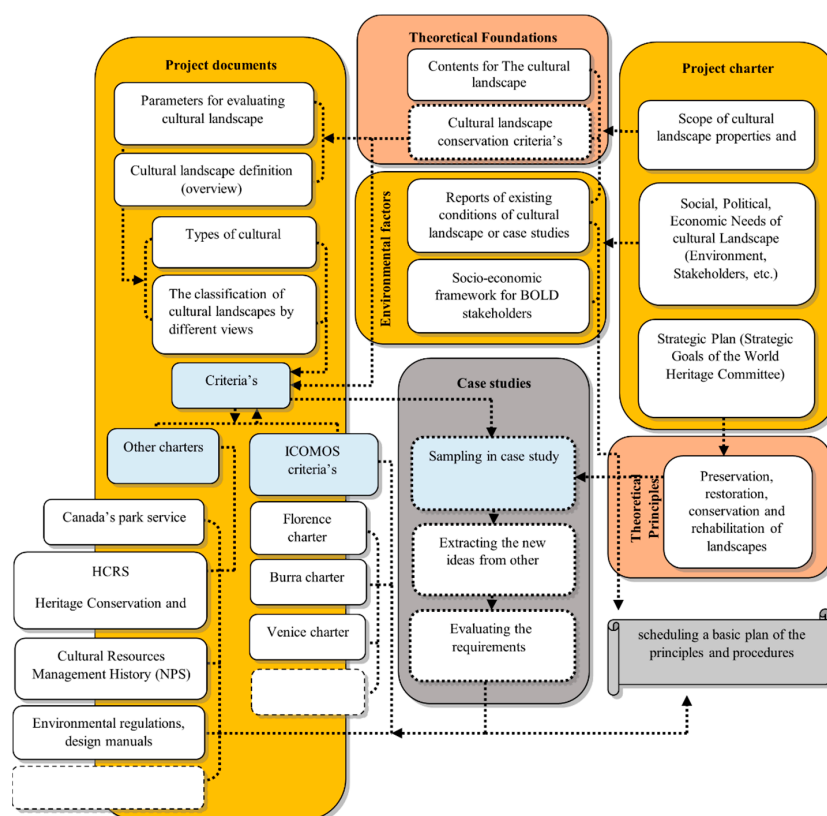 Project documents
Parameters for evaluating
cultural landscape
Cultural landscape definition
(overview)
Types of cultural
The classification of
cultural landscapes by
different views
Criteria's
Other charters
ICOMOS
criteria's
Canada's park service
HCRS
Heritage Conservation and
Cultural Resources
Management History (NPS)
Environmental regulations,
design manuals
Florence
charter
Burra charter
Venice charter
Theoretical Foundations
Contents for The cultural
landscape
Cultural landscape
conservation criteria's
Environmental factors
Reports of existing
conditions of cultural
landscape or case studies
Socio-economic
framework for BOLD
stakeholders
Case studies
Sampling in case study
Extracting the new
ideas from other
Evaluating the
requirements
Project charter
Scope of cultural
landscape properties and
Social, Political,
Economic Needs of
cultural Landscape
(Environment,
Stakeholders, etc.)
Strategic Plan (Strategic
Goals of the World
Heritage Committee)
Theoretical
Principles
Preservation,
restoration,
conservation and
rehabilitation of
landscapes
scheduling a basic plan of the
principles and procedures